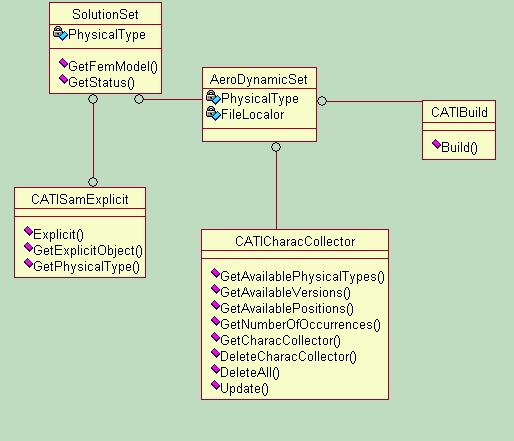 SolutionSet
PhysicalType
GetFemModel()
GetStatus()
AeroDynamicSet
PhysicalType
FileLocalor
CATIBuild
Build()
CATISamExplicit
Explicit()
GetExplicitObject()
GetPhysicalType()
CATICharacCollector
GetAvailablePhysicalTypes()
GetAvailableVersions()
GetAvailablePositions()
GetNumberOfOccurrences()
GetCharacCollector()
DeleteCharacCollector()
DeleteAll()
Update()